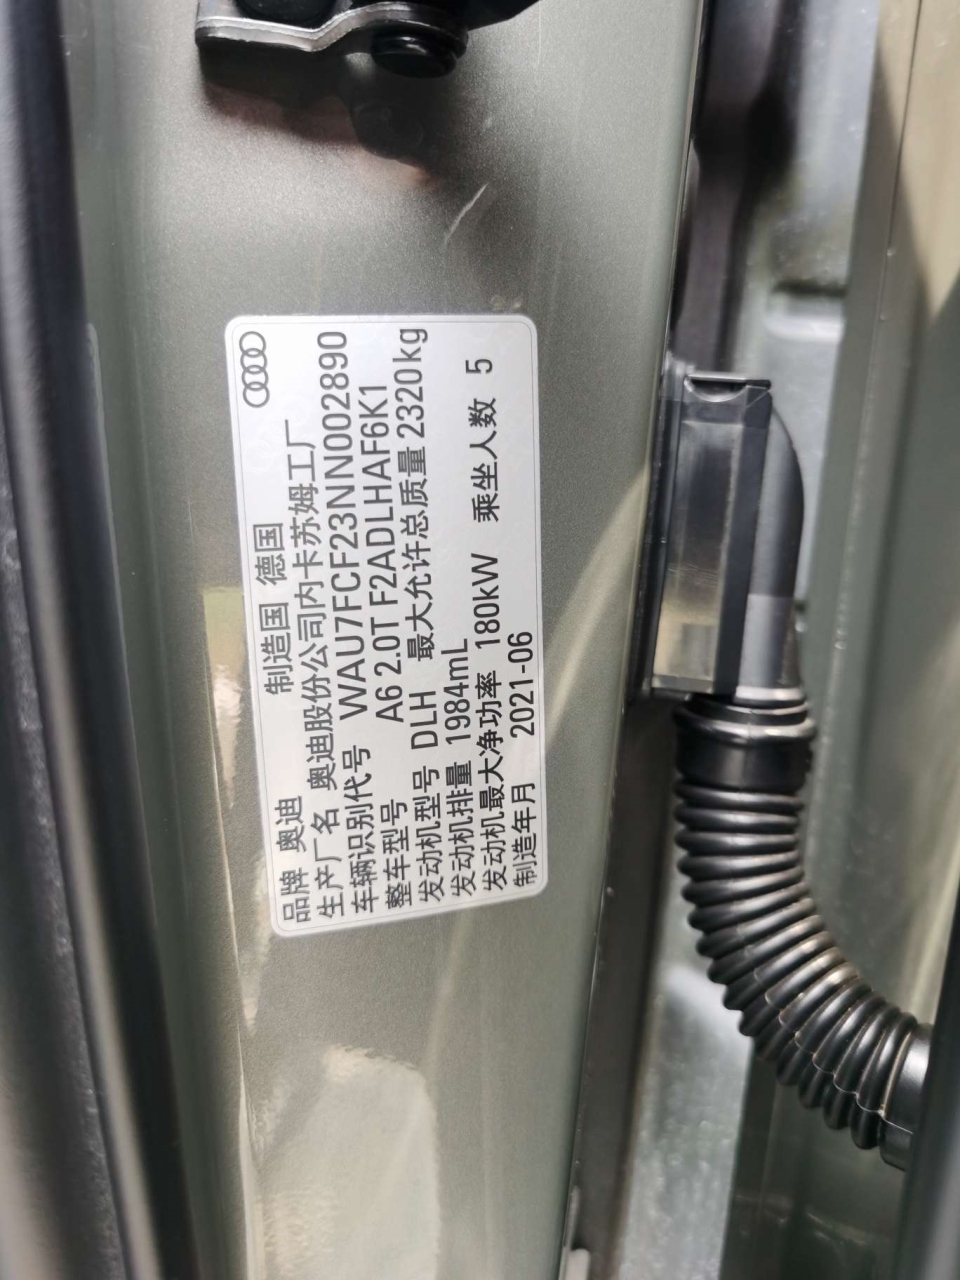 品牌 奥迪 制造国 德国
生产厂名 奥迪股份公司内卡苏姆工厂
车辆识别代号 WAU7FCF23NN002890
整车型号 A6 2.0T F2ADLHAF6K1
发动机型号 DLH 最大允许总质量 2320kg
发动机排量 1984mL
发动机最大净功率 180kW 乘坐人数 5
制造年月 2021-06